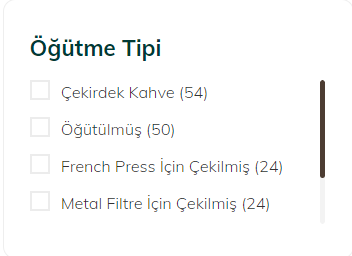 Öğütme Tipi
Çekirdek Kahve (54)
Öğütülmüş (50)
French Press İçin Çekilmiş (24)
Metal Filtre İçin Çekilmiş (24)